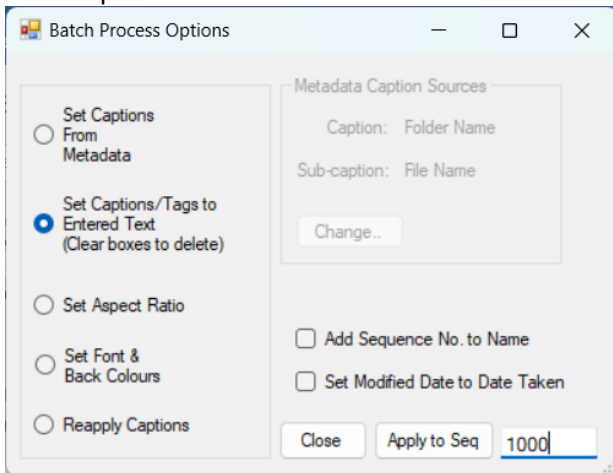 Batch Process Options
Set Captions
From
Metadata
Set Captions/Tags to
Entered Text
(Clear boxes to delete)
Set Aspect Ratio
Set Font &
Back Colours
Reapply Captions
Metadata Caption Sources
Caption: Folder Name
Sub-caption: File Name
Change..
Add Sequence No. to Name
Set Modified Date to Date Taken
Close Apply to Seq 1000